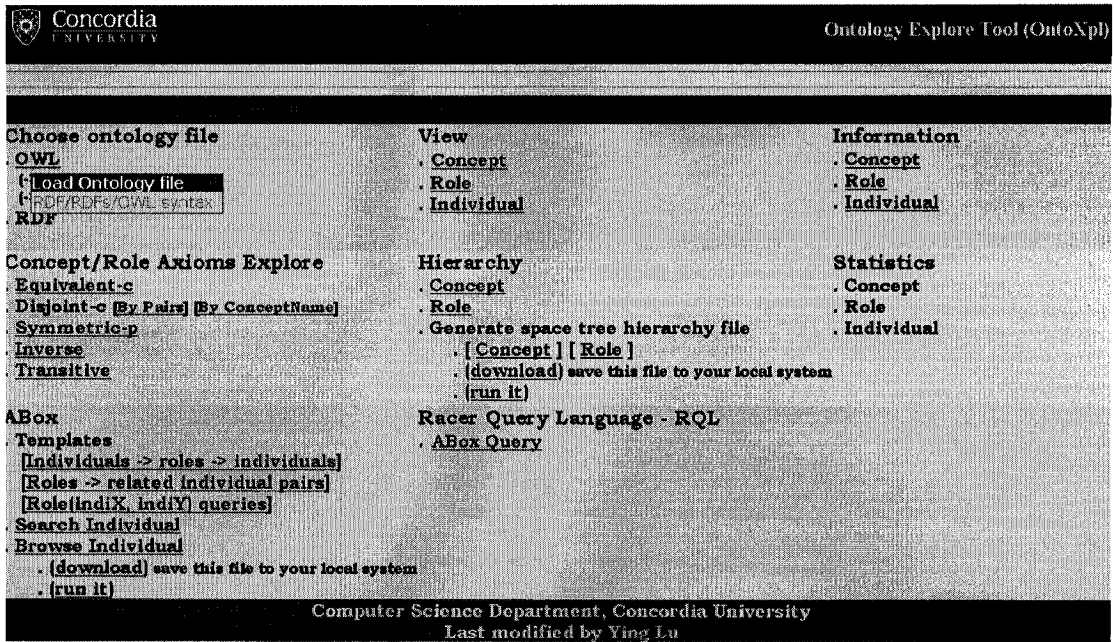 Concordia
UNIVERSITY
Ontology Explore Tool (OntoXpl)
Choose ontology file
. OWL
Load Ontology file
RDF/RDFs/OWL syntax
. RDF
View
. Concept
. Role
. Individual
Information
. Concept
. Role
. Individual
Concept/Role Axioms Explore
. Equivalent-c
. Disjoint-c [By Pairs] [By ConceptName]
. Symmetric-p
. Inverse
. Transitive
Hierarchy
. Concept
. Role
. Generate space tree hierarchy file
. [ Concept ] [ Role ]
. (download) save this file to your local system
. (run it)
Statistics
. Concept
. Role
. Individual
ABox
. Templates
[Individuals -> roles -> individuals]
[Roles -> related individual pairs]
[Role(indiX, indiY) queries]
. Search Individual
. Browse Individual
. (download) save this file to your local system
. (run it)
Racer Query Language - RQL
. ABox Query
Computer Science Department, Concordia University
Last modified by Ying Lu